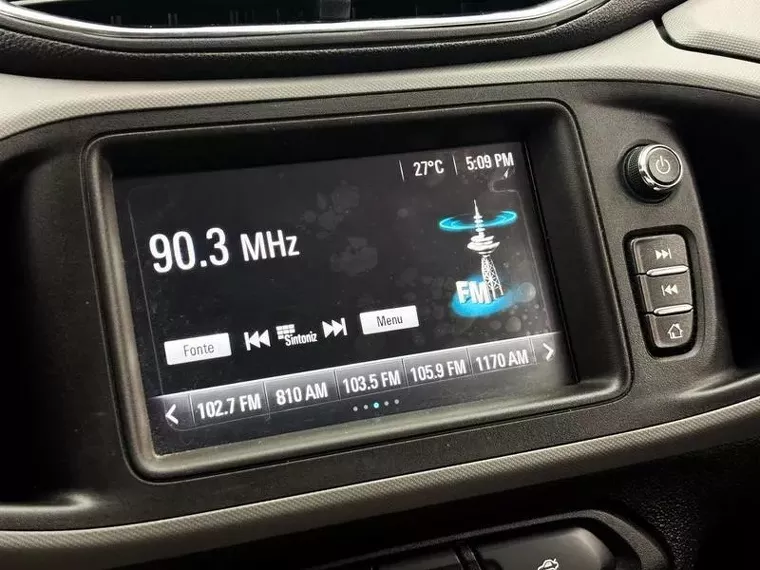 27°C 5:09 PM
90.3 MHz
FM
Fonte Sintoniz Menu
102.7 FM 810 AM 103.5 FM 105.9 FM 1170 AM